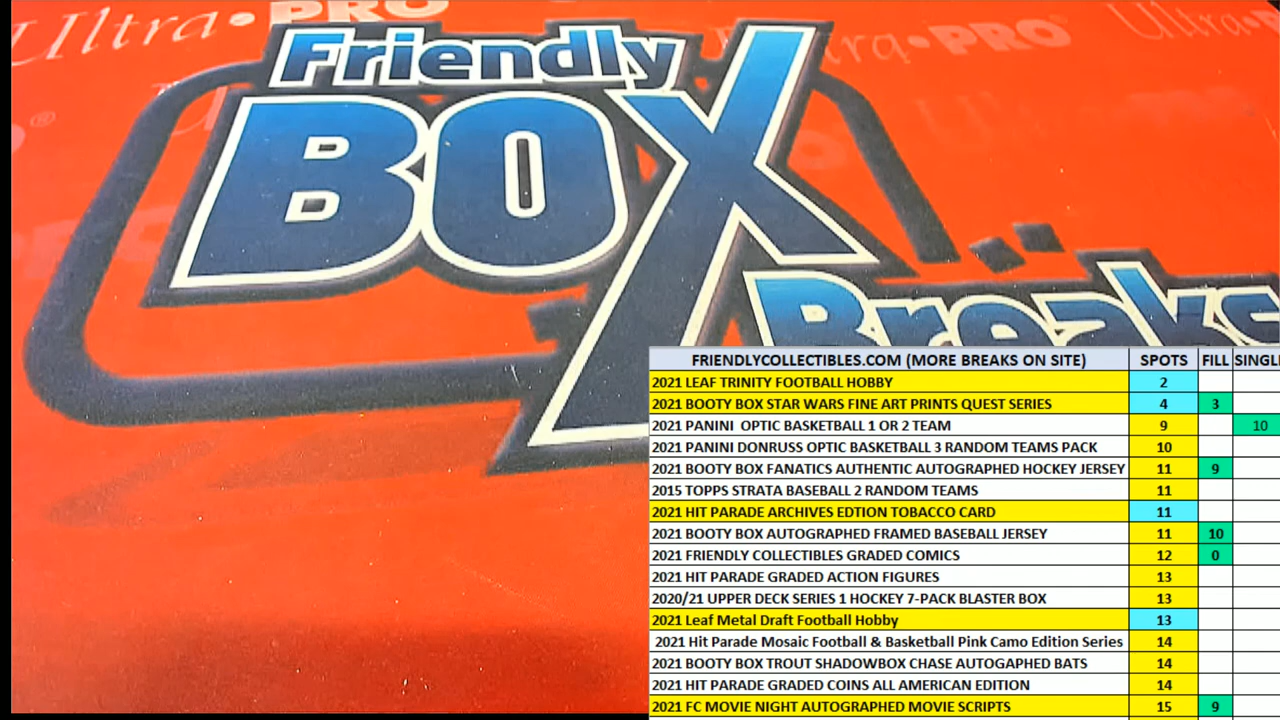 Ultra•PRO
ltra•PRO®
Ultra•P
Friendly
BOX
Breaks
FRIENDLYCOLLECTIBLES.COM (MORE BREAKS ON SITE) SPOTS FILL SINGL
2021 LEAF TRINITY FOOTBALL HOBBY 2
2021 BOOTY BOX STAR WARS FINE ART PRINTS QUEST SERIES 4 3
2021 PANINI OPTIC BASKETBALL 1 OR 2 TEAM 9 10
2021 PANINI DONRUSS OPTIC BASKETBALL 3 RANDOM TEAMS PACK 10
2021 BOOTY BOX FANATICS AUTHENTIC AUTOGRAPHED HOCKEY JERSEY 11 9
2015 TOPPS STRATA BASEBALL 2 RANDOM TEAMS 11
2021 HIT PARADE ARCHIVES EDTION TOBACCO CARD 11
2021 BOOTY BOX AUTOGRAPHED FRAMED BASEBALL JERSEY 11 10
2021 FRIENDLY COLLECTIBLES GRADED COMICS 12 0
2021 HIT PARADE GRADED ACTION FIGURES 13
2020/21 UPPER DECK SERIES 1 HOCKEY 7-PACK BLASTER BOX 13
2021 Leaf Metal Draft Football Hobby 13
2021 Hit Parade Mosaic Football & Basketball Pink Camo Edition Series 14
2021 BOOTY BOX TROUT SHADOWBOX CHASE AUTOGAPHED BATS 14
2021 HIT PARADE GRADED COINS ALL AMERICAN EDITION 14
2021 FC MOVIE NIGHT AUTOGRAPHED MOVIE SCRIPTS 15 9